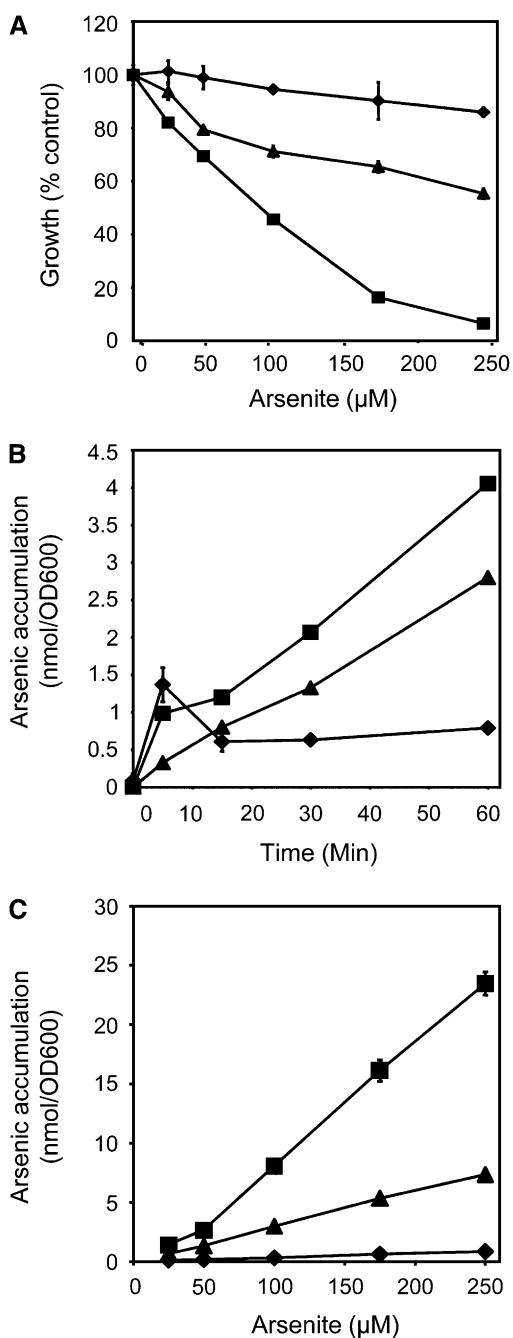 A
120
100
80
60
40
20
0
Growth (% control)
0 50 100 150 200 250
Arsenite (µM)
B
4.5
4
3.5
3
2.5
2
1.5
1
0.5
0
Arsenic accumulation
(nmol/OD600)
0 10 20 30 40 50 60
Time (Min)
C
30
25
20
15
10
5
0
Arsenic accumulation
(nmol/OD600)
0 50 100 150 200 250
Arsenite (µM)